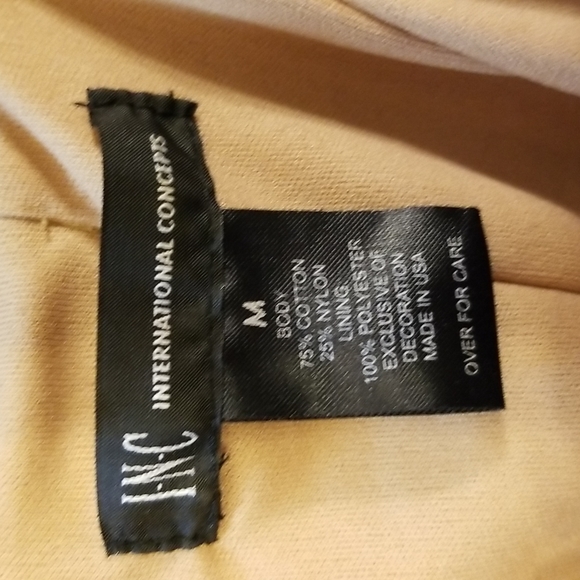 I·N·C INTERNATIONAL CONCEPTS
M
BODY
75% COTTON
25% NYLON
LINING
100% POLYESTER
EXCLUSIVE OF
DECORATION
MADE IN USA
OVER FOR CARE